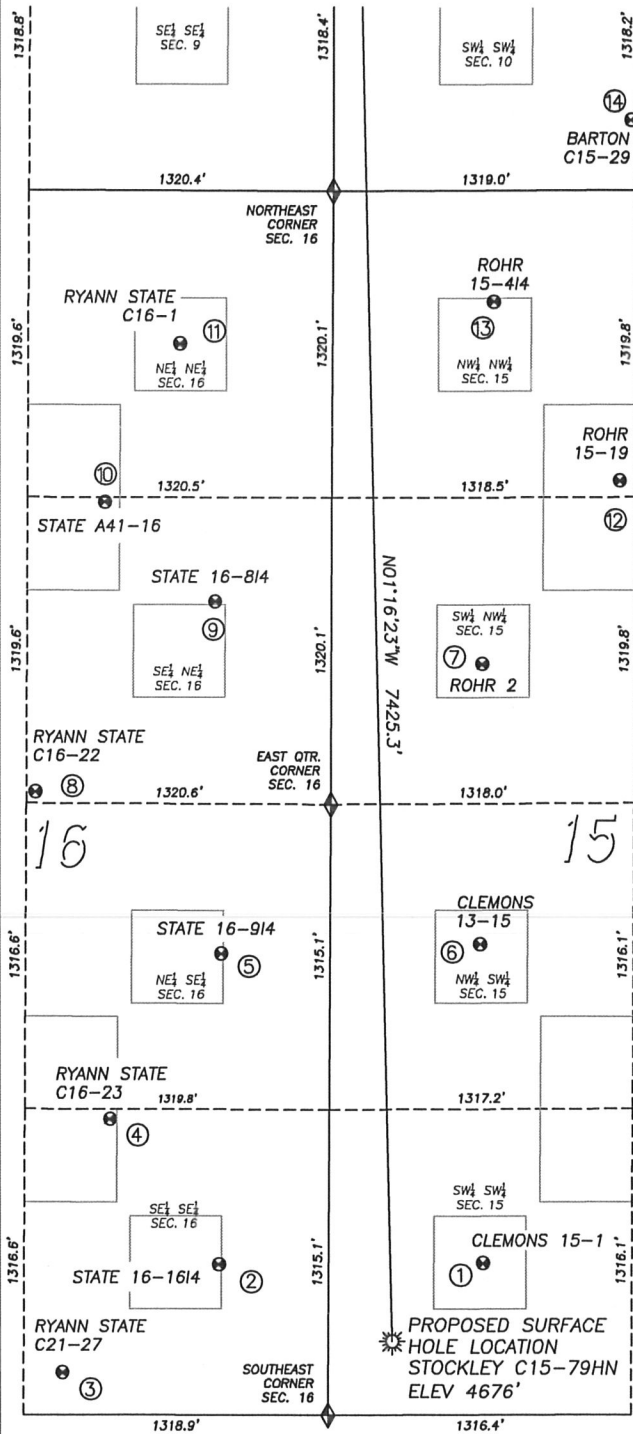 1318.8'
SE¼ SE¼
SEC. 9
1318.4'
SW¼ SW¼
SEC. 10
1318.2'
14
BARTON
C15-29
1320.4'
1319.0'
NORTHEAST
CORNER
SEC. 16
RYANN STATE
C16-1
11
NE¼ NE¼
SEC. 16
1319.6'
1320.1'
ROHR
15-414
13
NW¼ NW¼
SEC. 15
1319.8'
10
1320.5'
STATE A41-16
1318.5'
ROHR
15-19
12
STATE 16-814
9
SE¼ NE¼
SEC. 16
1319.6'
1320.1'
N01°16'23"W 7425.3'
SW¼ NW¼
SEC. 15
7
ROHR 2
1319.8'
RYANN STATE
C16-22
8
EAST QTR.
CORNER
SEC. 16
1320.6'
1318.0'
16
15
STATE 16-914
5
NE¼ SE¼
SEC. 16
1316.6'
1315.1'
CLEMONS
13-15
6
NW¼ SW¼
SEC. 15
1316.1'
RYANN STATE
C16-23
1319.8'
4
1317.2'
SE¼ SE¼
SEC. 16
STATE 16-1614
2
1316.6'
1315.1'
SW¼ SW¼
SEC. 15
CLEMONS 15-1
1
1316.1'
RYANN STATE
C21-27
3
SOUTHEAST
CORNER
SEC. 16
PROPOSED SURFACE
HOLE LOCATION
STOCKLEY C15-79HN
ELEV 4676'
1318.9'
1316.4'